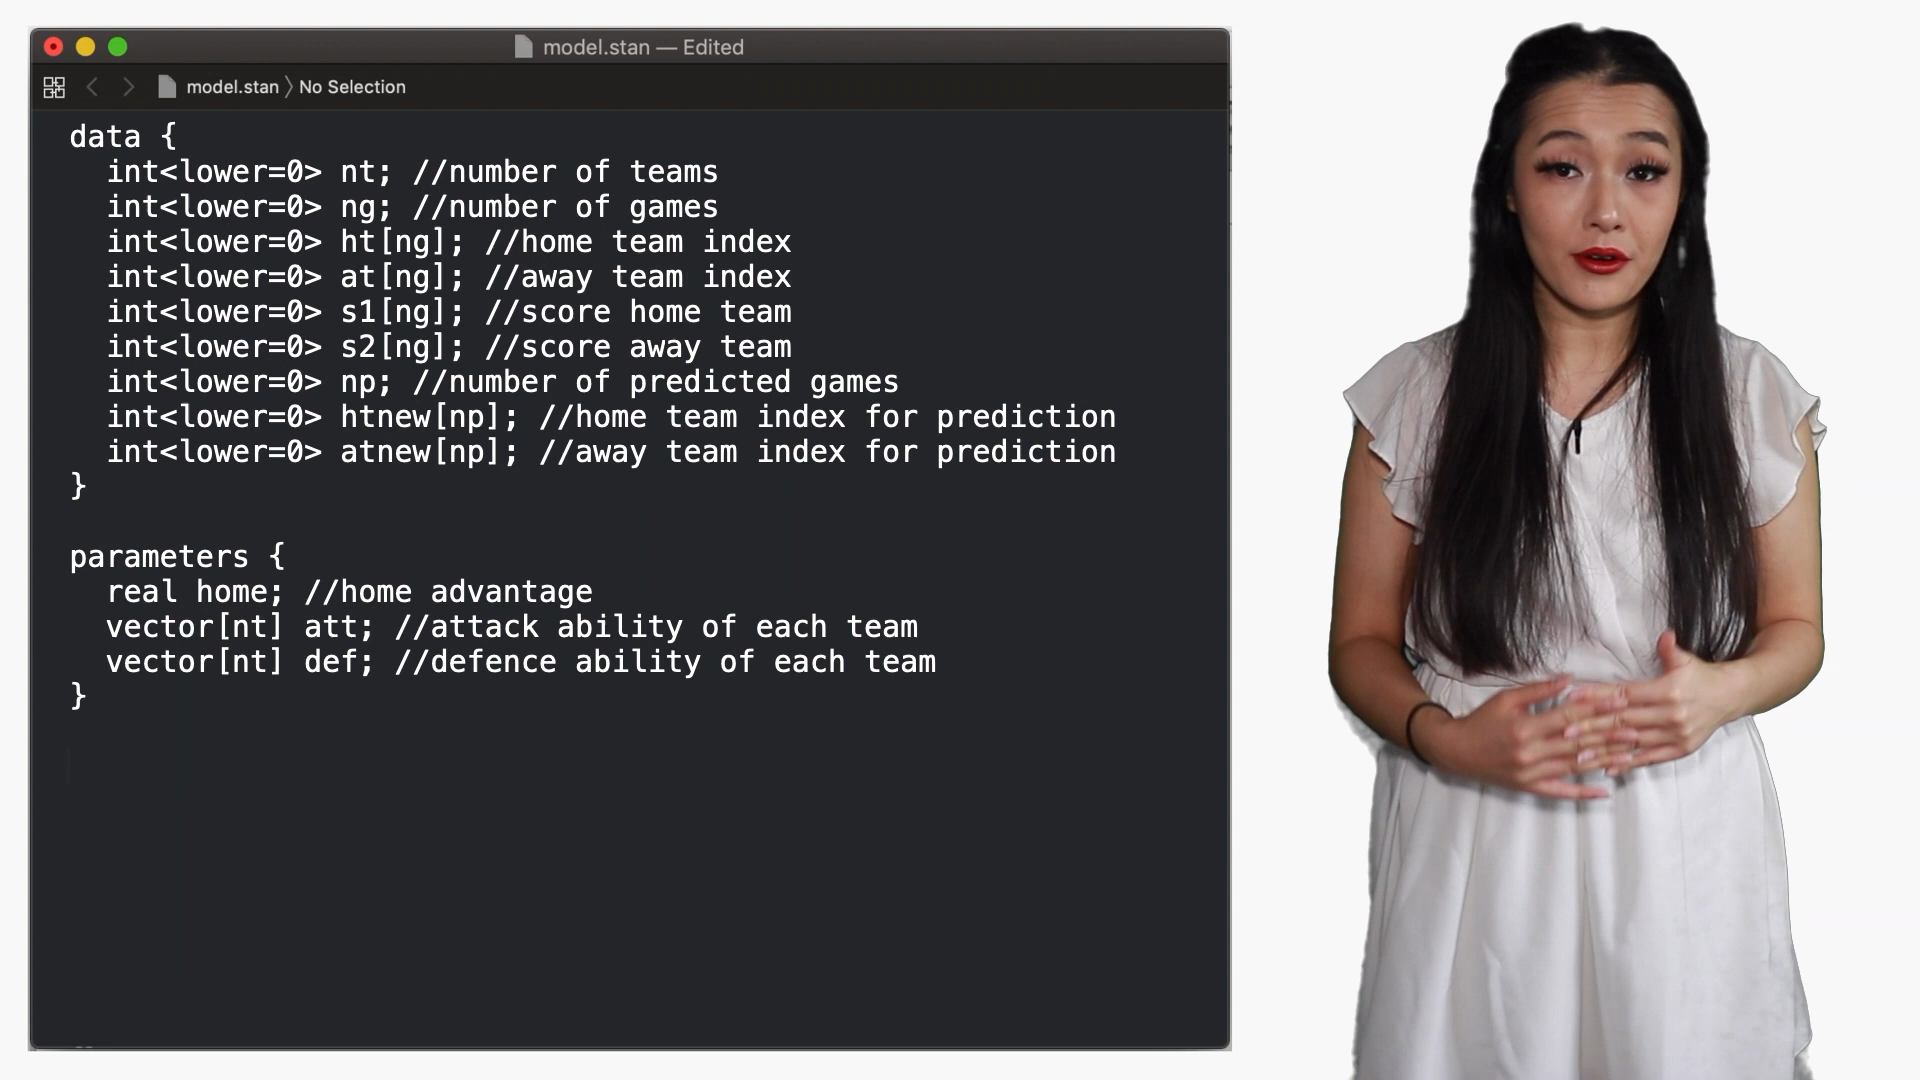 model.stan — Edited
model.stan 〉 No Selection
data {
  int<lower=0> nt; //number of teams
  int<lower=0> ng; //number of games
  int<lower=0> ht[ng]; //home team index
  int<lower=0> at[ng]; //away team index
  int<lower=0> s1[ng]; //score home team
  int<lower=0> s2[ng]; //score away team
  int<lower=0> np; //number of predicted games
  int<lower=0> htnew[np]; //home team index for prediction
  int<lower=0> atnew[np]; //away team index for prediction
}
parameters {
  real home; //home advantage
  vector[nt] att; //attack ability of each team
  vector[nt] def; //defence ability of each team
}